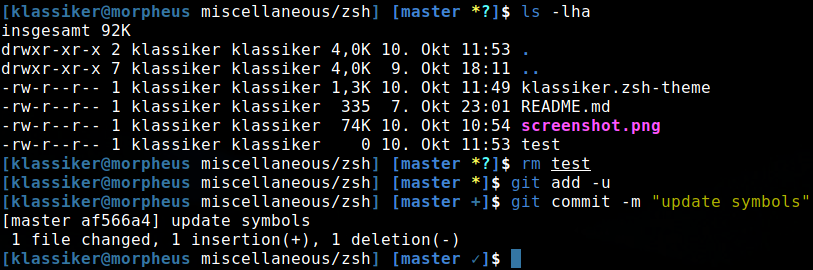 [klassiker@morpheus miscellaneous/zsh] [master *?]$ ls -lha
insgesamt 92K
drwxr-xr-x 2 klassiker klassiker 4,0K 10. Okt 11:53 .
drwxr-xr-x 7 klassiker klassiker 4,0K  9. Okt 18:11 ..
-rw-r--r-- 1 klassiker klassiker 1,3K 10. Okt 11:49 klassiker.zsh-theme
-rw-r--r-- 1 klassiker klassiker  335  7. Okt 23:01 README.md
-rw-r--r-- 1 klassiker klassiker  74K 10. Okt 10:54 screenshot.png
-rw-r--r-- 1 klassiker klassiker    0 10. Okt 11:53 test
[klassiker@morpheus miscellaneous/zsh] [master *?]$ rm test
[klassiker@morpheus miscellaneous/zsh] [master *]$ git add -u
[klassiker@morpheus miscellaneous/zsh] [master +]$ git commit -m "update symbols"
[master af566a4] update symbols
 1 file changed, 1 insertion(+), 1 deletion(-)
[klassiker@morpheus miscellaneous/zsh] [master ✓]$